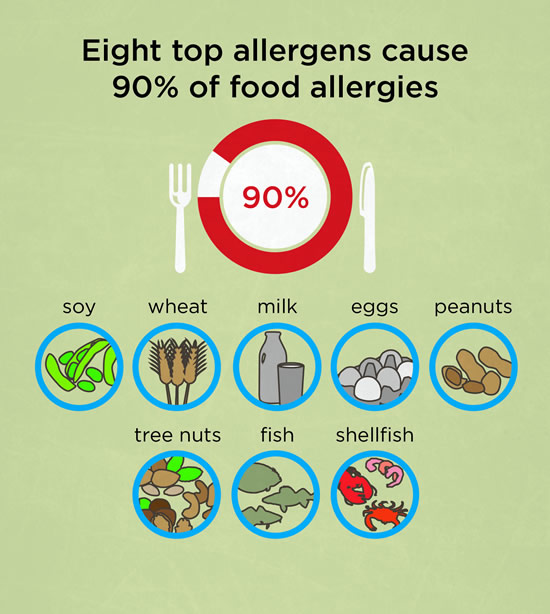 Eight top allergens cause
90% of food allergies
90%
soy wheat milk eggs peanuts
tree nuts fish shellfish